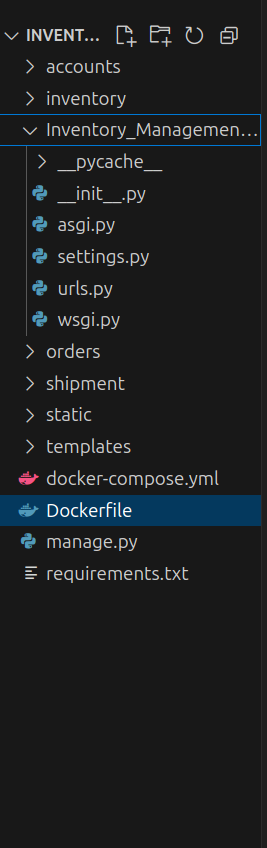 INVENT...
accounts
inventory
Inventory_Managemen...
__pycache__
__init__.py
asgi.py
settings.py
urls.py
wsgi.py
orders
shipment
static
templates
docker-compose.yml
Dockerfile
manage.py
requirements.txt